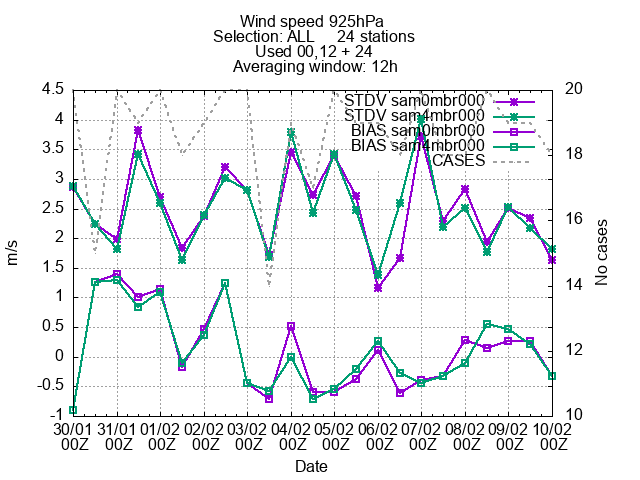 Wind speed 925hPa
Selection: ALL 24 stations
Used 00,12 + 24
Averaging window: 12h
STDV sam0mbr000
STDV sam4mbr000
BIAS sam0mbr000
BIAS sam4mbr000
CASES
4.5
4
3.5
3
2.5
2
1.5
1
0.5
0
-0.5
-1
m/s
20
18
16
14
12
10
No cases
30/01 31/01 01/02 02/02 03/02 04/02 05/02 06/02 07/02 08/02 09/02 10/02
00Z 00Z 00Z 00Z 00Z 00Z 00Z 00Z 00Z 00Z 00Z 00Z
Date